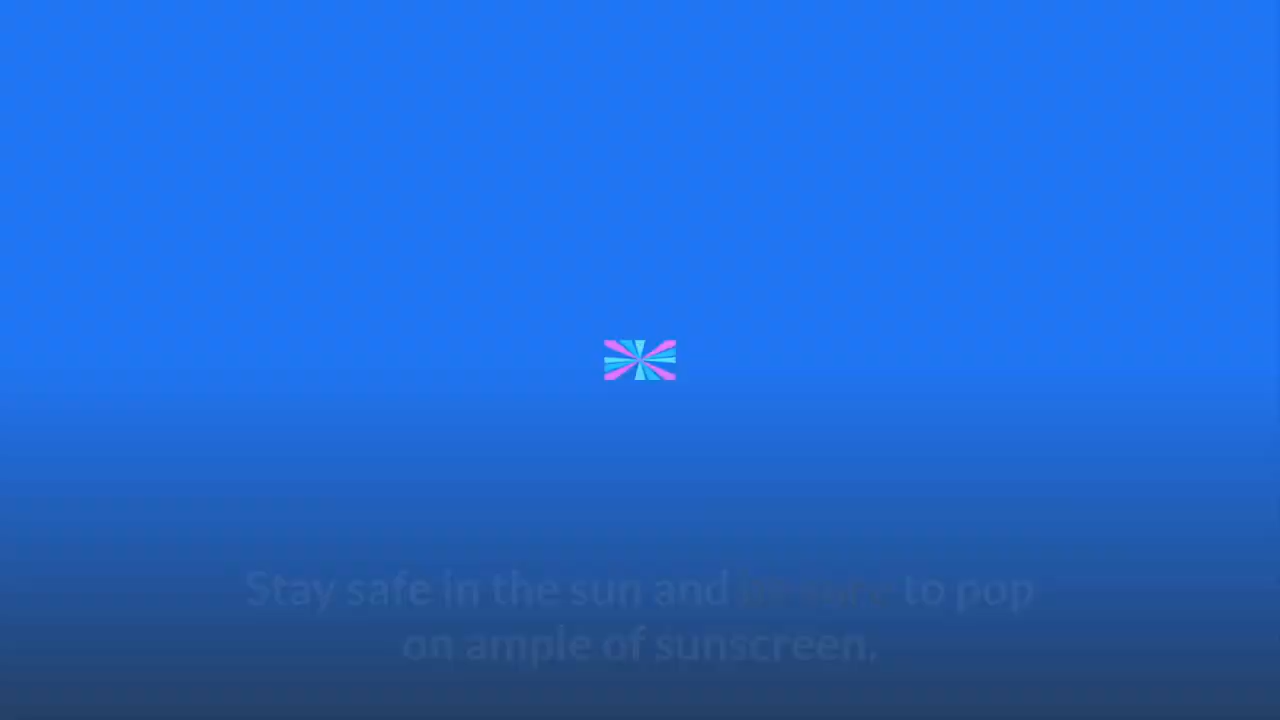 Stay safe in the sun and be sure to pop
on ample of sunscreen.